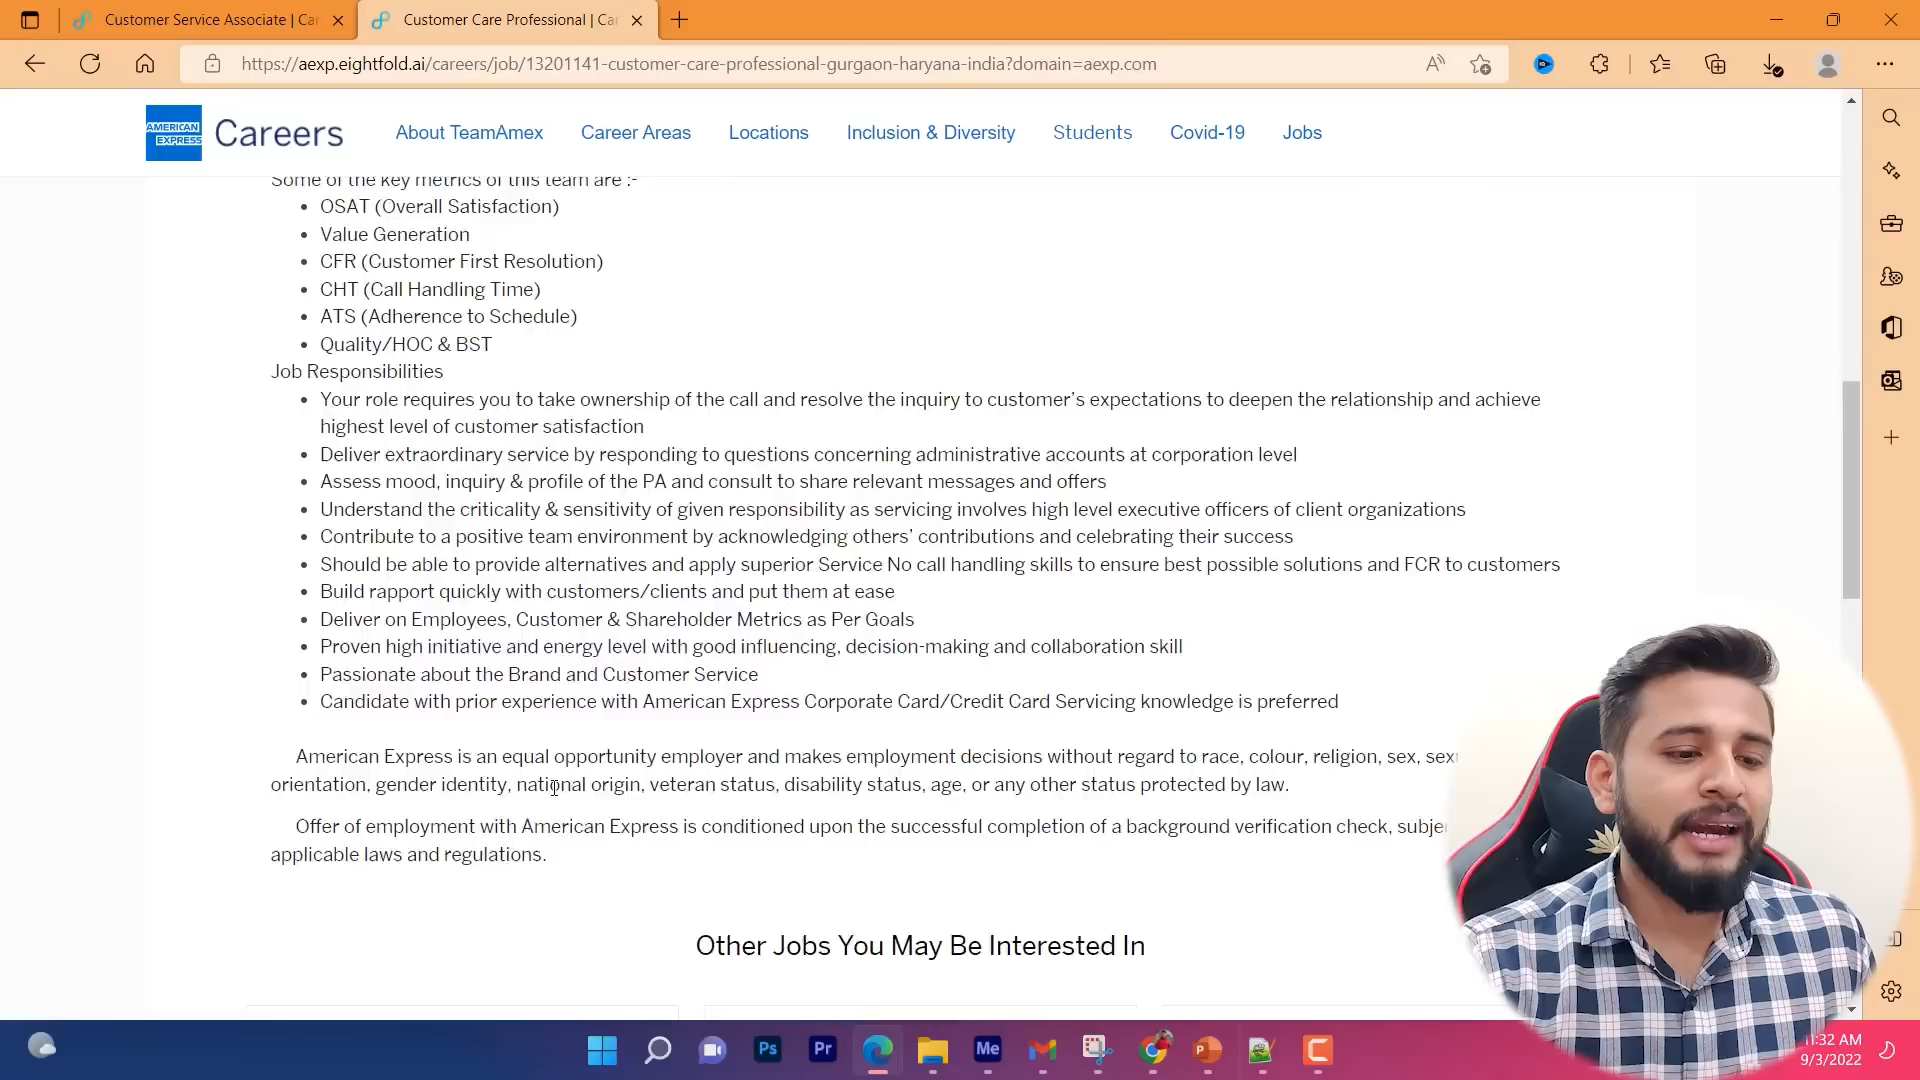 Customer Service Associate | Car
Customer Care Professional | Car
https://aexp.eightfold.ai/careers/job/13201141-customer-care-professional-gurgaon-haryana-india?domain=aexp.com
AMERICAN
EXPRESS
Careers
About TeamAmex
Career Areas
Locations
Inclusion & Diversity
Students
Covid-19
Jobs
Some of the key metrics of this team are :-
• OSAT (Overall Satisfaction)
• Value Generation
• CFR (Customer First Resolution)
• CHT (Call Handling Time)
• ATS (Adherence to Schedule)
• Quality/HOC & BST
Job Responsibilities
• Your role requires you to take ownership of the call and resolve the inquiry to customer’s expectations to deepen the relationship and achieve
highest level of customer satisfaction
• Deliver extraordinary service by responding to questions concerning administrative accounts at corporation level
• Assess mood, inquiry & profile of the PA and consult to share relevant messages and offers
• Understand the criticality & sensitivity of given responsibility as servicing involves high level executive officers of client organizations
• Contribute to a positive team environment by acknowledging others’ contributions and celebrating their success
• Should be able to provide alternatives and apply superior Service No call handling skills to ensure best possible solutions and FCR to customers
• Build rapport quickly with customers/clients and put them at ease
• Deliver on Employees, Customer & Shareholder Metrics as Per Goals
• Proven high initiative and energy level with good influencing, decision-making and collaboration skill
• Passionate about the Brand and Customer Service
• Candidate with prior experience with American Express Corporate Card/Credit Card Servicing knowledge is preferred
American Express is an equal opportunity employer and makes employment decisions without regard to race, colour, religion, sex,
orientation, gender identity, national origin, veteran status, disability status, age, or any other status protected by law.
Offer of employment with American Express is conditioned upon the successful completion of a background verification check,
applicable laws and regulations.
Other Jobs You May Be Interested In
Ps
Pr
Me
:32 AM
9/3/2022